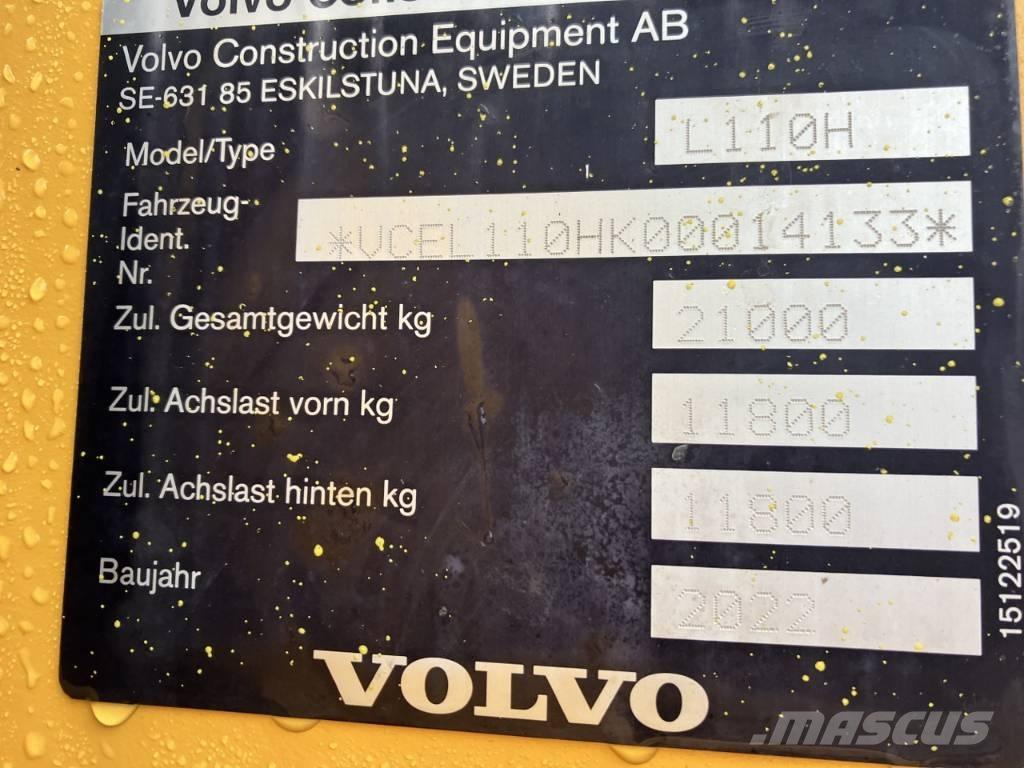 Volvo Construction Equipment AB
SE-631 85 ESKILSTUNA, SWEDEN
Model/Type L110H
Fahrzeug-
Ident. *VCEL110HK00014133*
Nr.
Zul. Gesamtgewicht kg 21000
Zul. Achslast vorn kg 11800
Zul. Achslast hinten kg 11800
Baujahr 2022
15122519
VOLVO
MASCUS